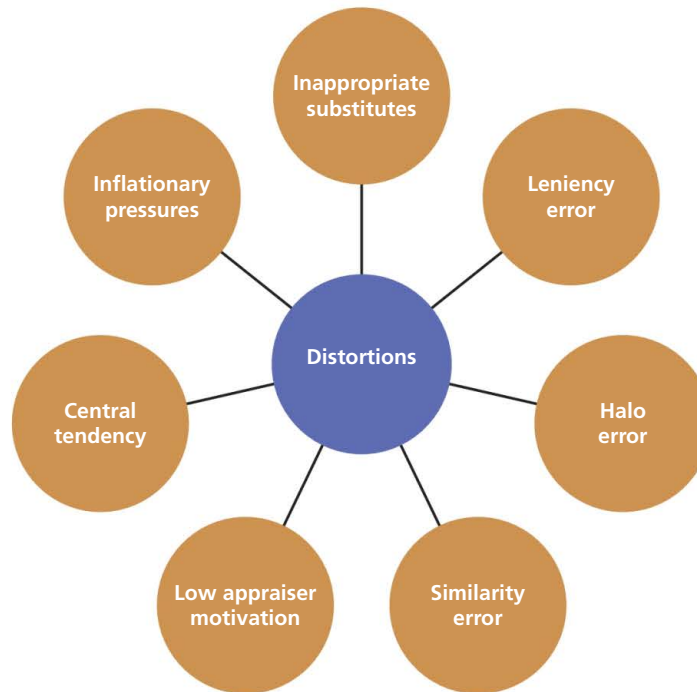 Inappropriate
substitutes
Inflationary
pressures
Leniency
error
Distortions
Central
tendency
Halo
error
Low appraiser
motivation
Similarity
error